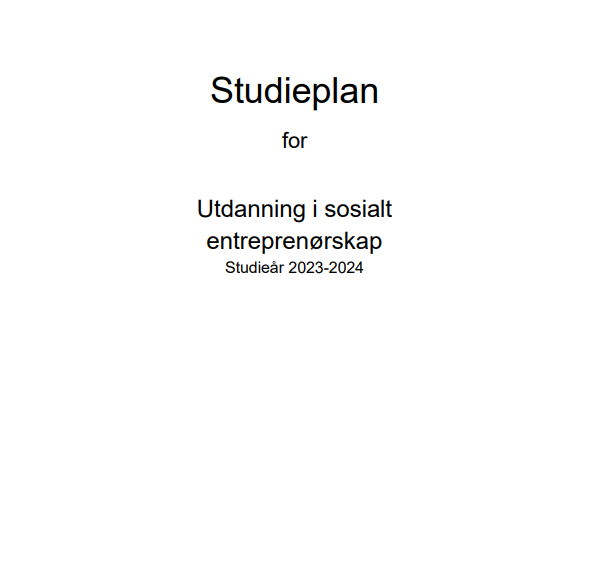 Studieplan
for
Utdanning i sosialt
entreprenørskap
Studieår 2023-2024